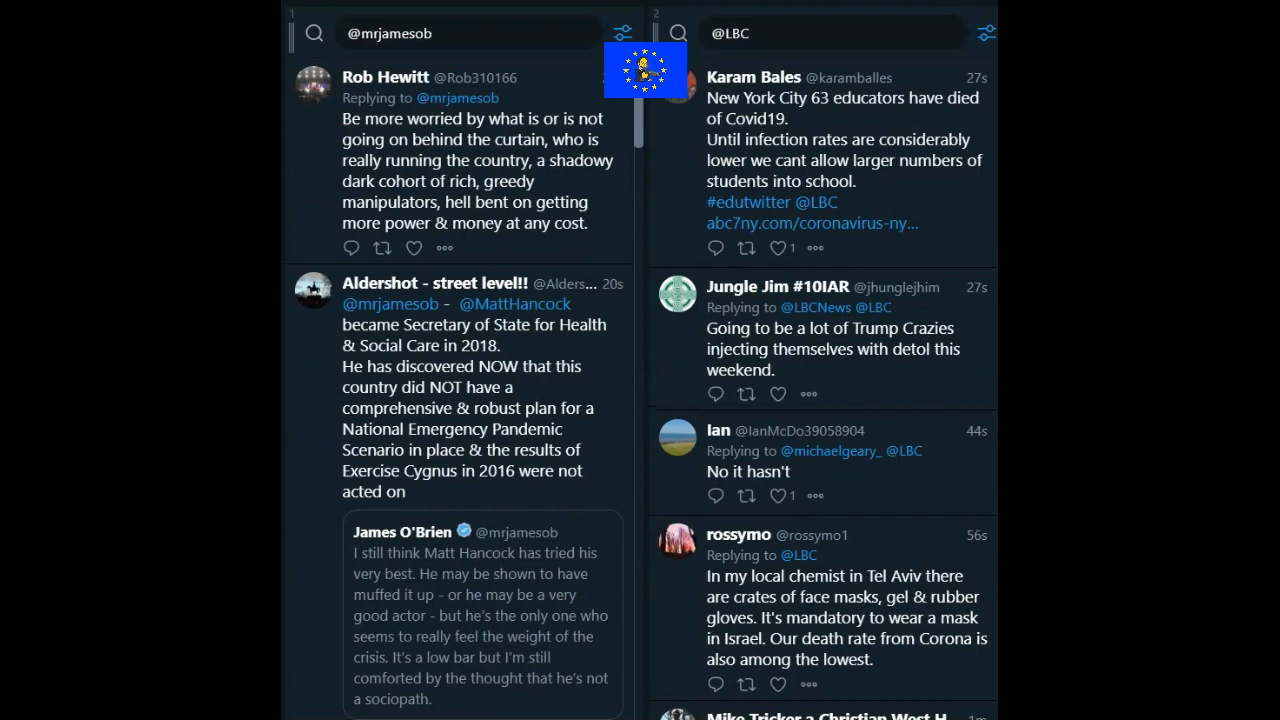 1
@mrjamesob
Rob Hewitt @Rob310166
Replying to @mrjamesob
Be more worried by what is or is not
going on behind the curtain, who is
really running the country, a shadowy
dark cohort of rich, greedy
manipulators, hell bent on getting
more power & money at any cost.
Aldershot - street level!! @Alders... 20s
@mrjamesob - @MattHancock
became Secretary of State for Health
& Social Care in 2018.
He has discovered NOW that this
country did NOT have a
comprehensive & robust plan for a
National Emergency Pandemic
Scenario in place & the results of
Exercise Cygnus in 2016 were not
acted on
James O'Brien @mrjamesob
I still think Matt Hancock has tried his
very best. He may be shown to have
muffed it up - or he may be a very
good actor - but he's the only one who
seems to really feel the weight of the
crisis. It's a low bar but I'm still
comforted by the thought that he's not
a sociopath.
2
@LBC
Karam Bales @karamballes 27s
New York City 63 educators have died
of Covid19.
Until infection rates are considerably
lower we cant allow larger numbers of
students into school.
#edutwitter @LBC
abc7ny.com/coronavirus-ny...
1
Jungle Jim #10IAR @jhunglejhim 27s
Replying to @LBCNews @LBC
Going to be a lot of Trump Crazies
injecting themselves with detol this
weekend.
Ian @IanMcDo39058904 44s
Replying to @michaelgeary_ @LBC
No it hasn't
1
rossymo @rossymo1 56s
Replying to @LBC
In my local chemist in Tel Aviv there
are crates of face masks, gel & rubber
gloves. It's mandatory to wear a mask
in Israel. Our death rate from Corona is
also among the lowest.
Mike Tricker a Christian West H... 1m